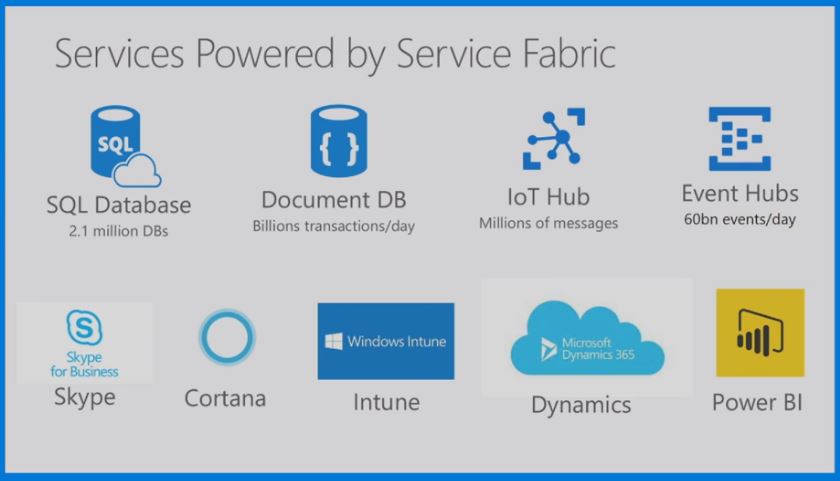 Services Powered by Service Fabric
SQL
{ }
SQL Database
2.1 million DBs
Document DB
Billions transactions/day
IoT Hub
Millions of messages
Event Hubs
60bn events/day
S
Skype
for Business
Skype
Cortana
Windows Intune
Intune
Microsoft
Dynamics 365
Dynamics
Power BI